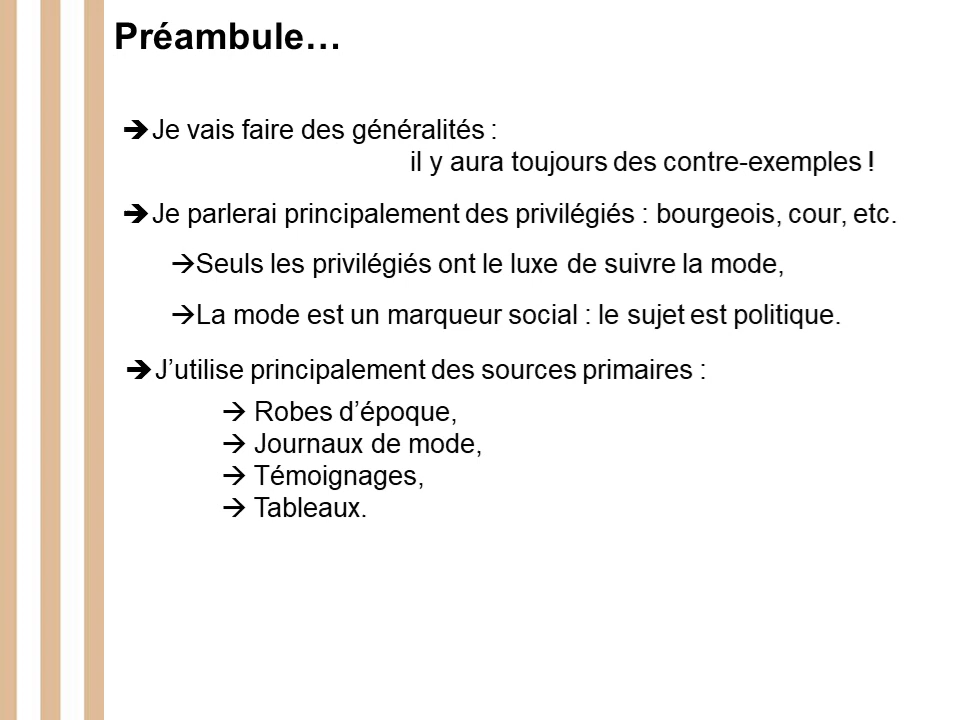 Préambule…
➔Je vais faire des généralités :
il y aura toujours des contre-exemples !
➔Je parlerai principalement des privilégiés : bourgeois, cour, etc.
→Seuls les privilégiés ont le luxe de suivre la mode,
→La mode est un marqueur social : le sujet est politique.
➔J’utilise principalement des sources primaires :
→ Robes d’époque,
→ Journaux de mode,
→ Témoignages,
→ Tableaux.